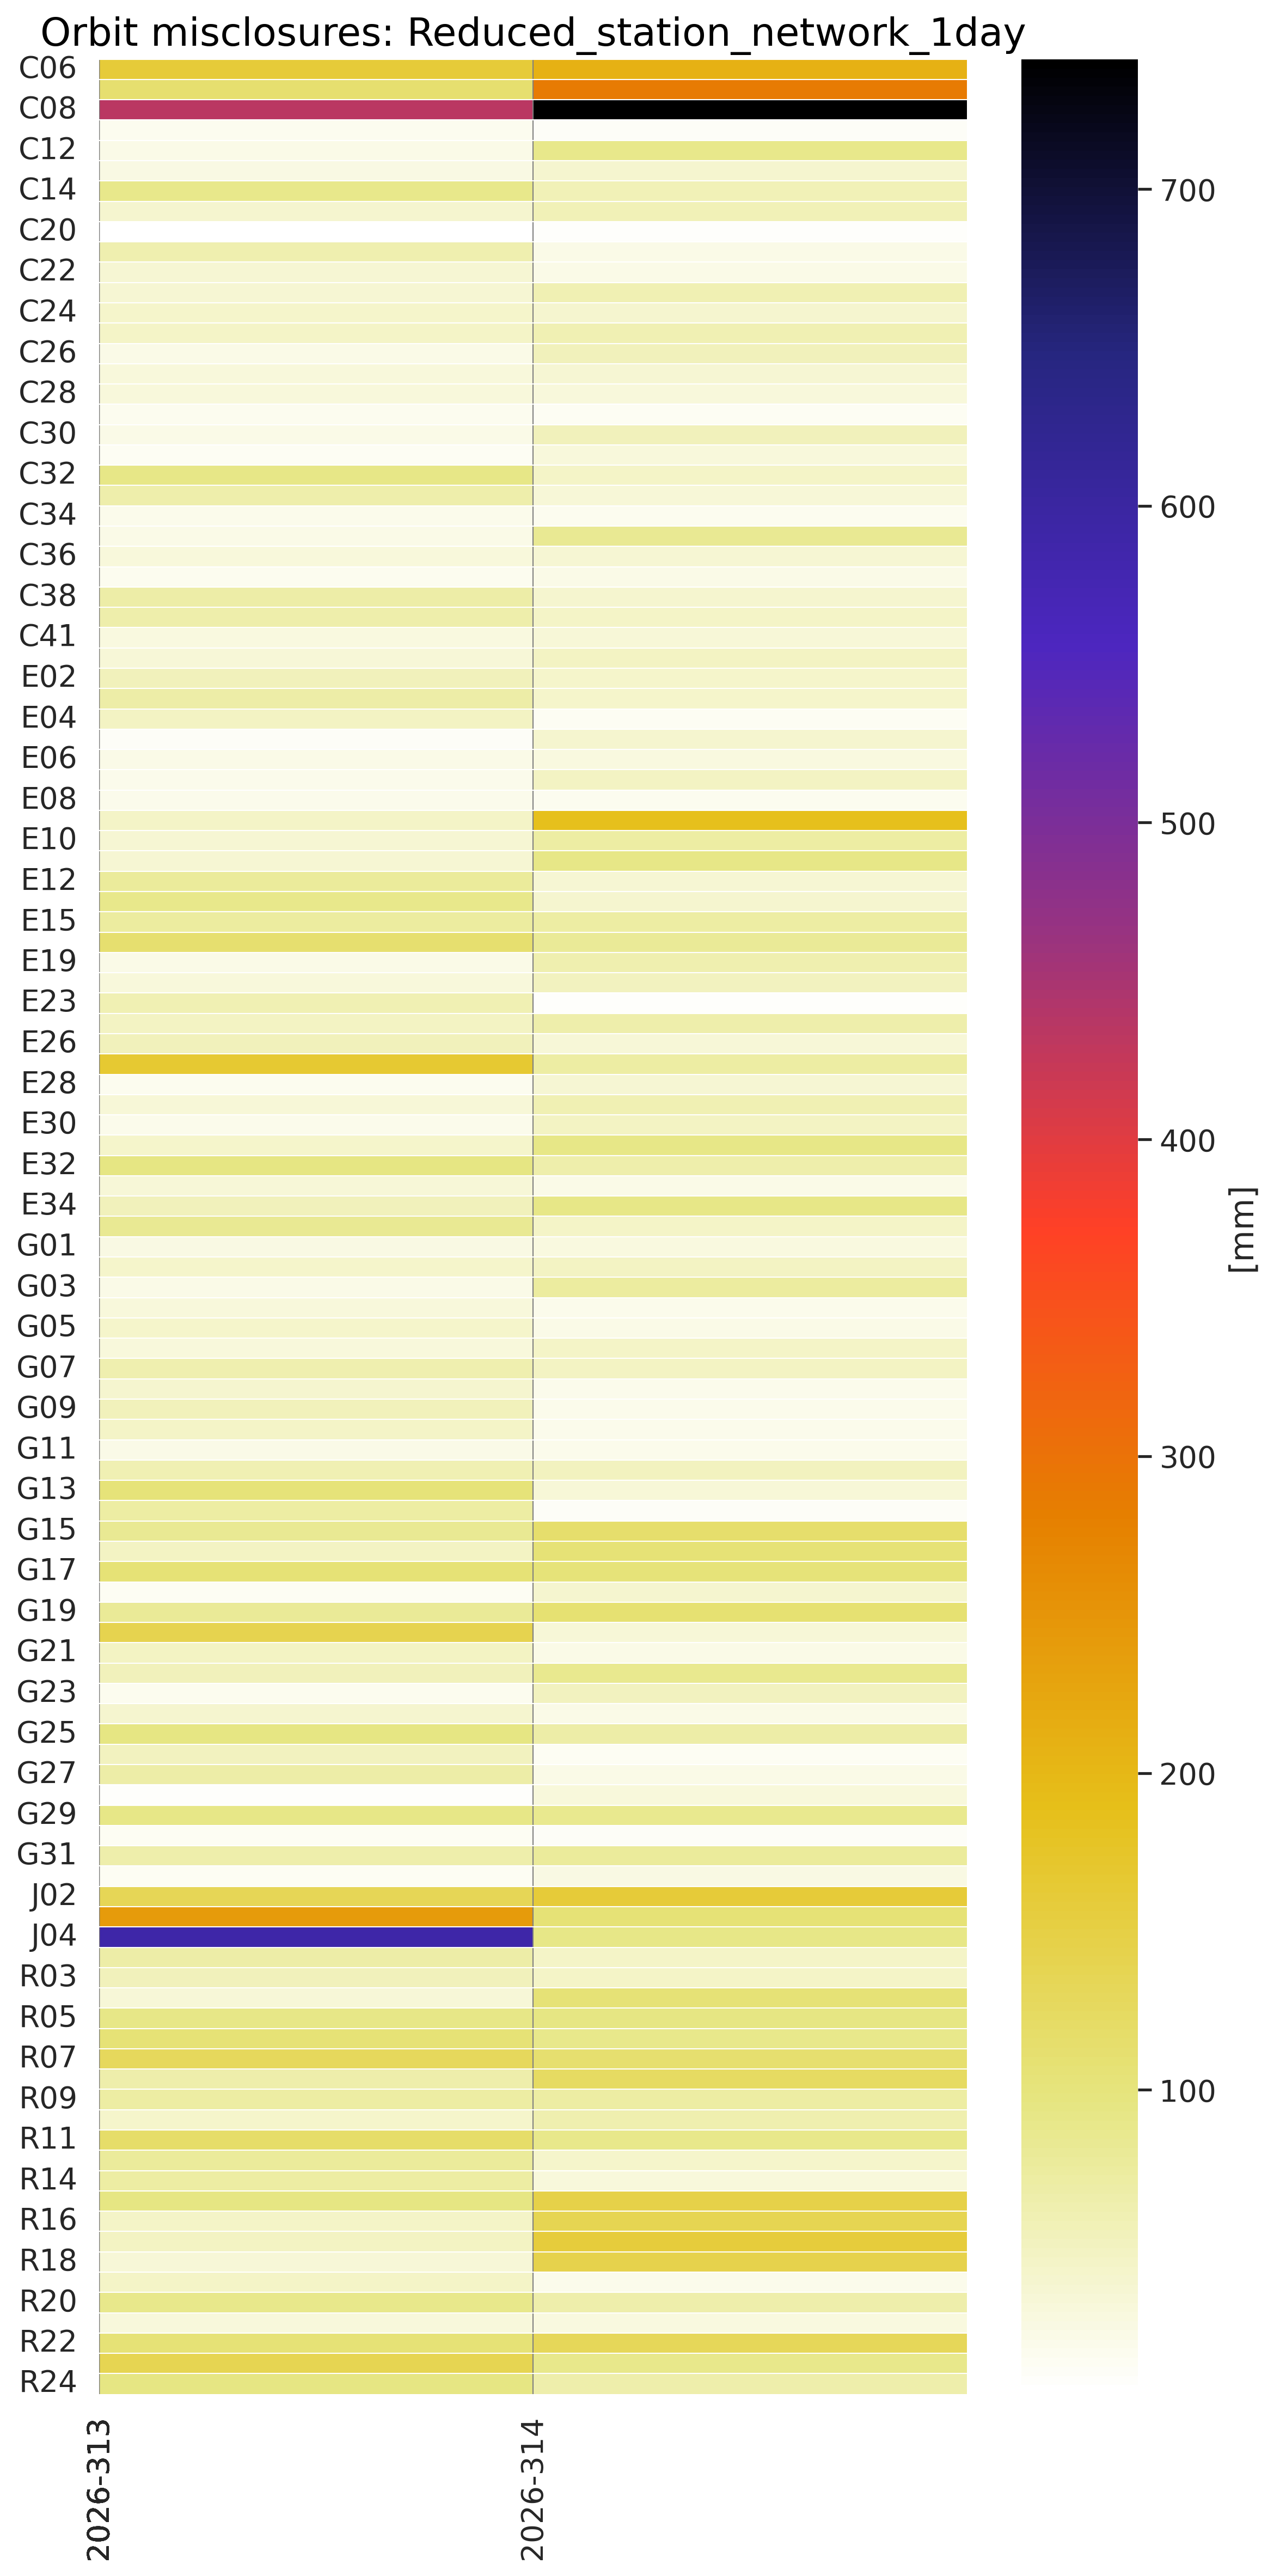 Orbit misclosures: Reduced_station_network_1day
C06
C08
C12
C14
C20
C22
C24
C26
C28
C30
C32
C34
C36
C38
C41
E02
E04
E06
E08
E10
E12
E15
E19
E23
E26
E28
E30
E32
E34
G01
G03
G05
G07
G09
G11
G13
G15
G17
G19
G21
G23
G25
G27
G29
G31
J02
J04
R03
R05
R07
R09
R11
R14
R16
R18
R20
R22
R24
2026-313
2026-314
700
600
500
400
300
200
100
[mm]